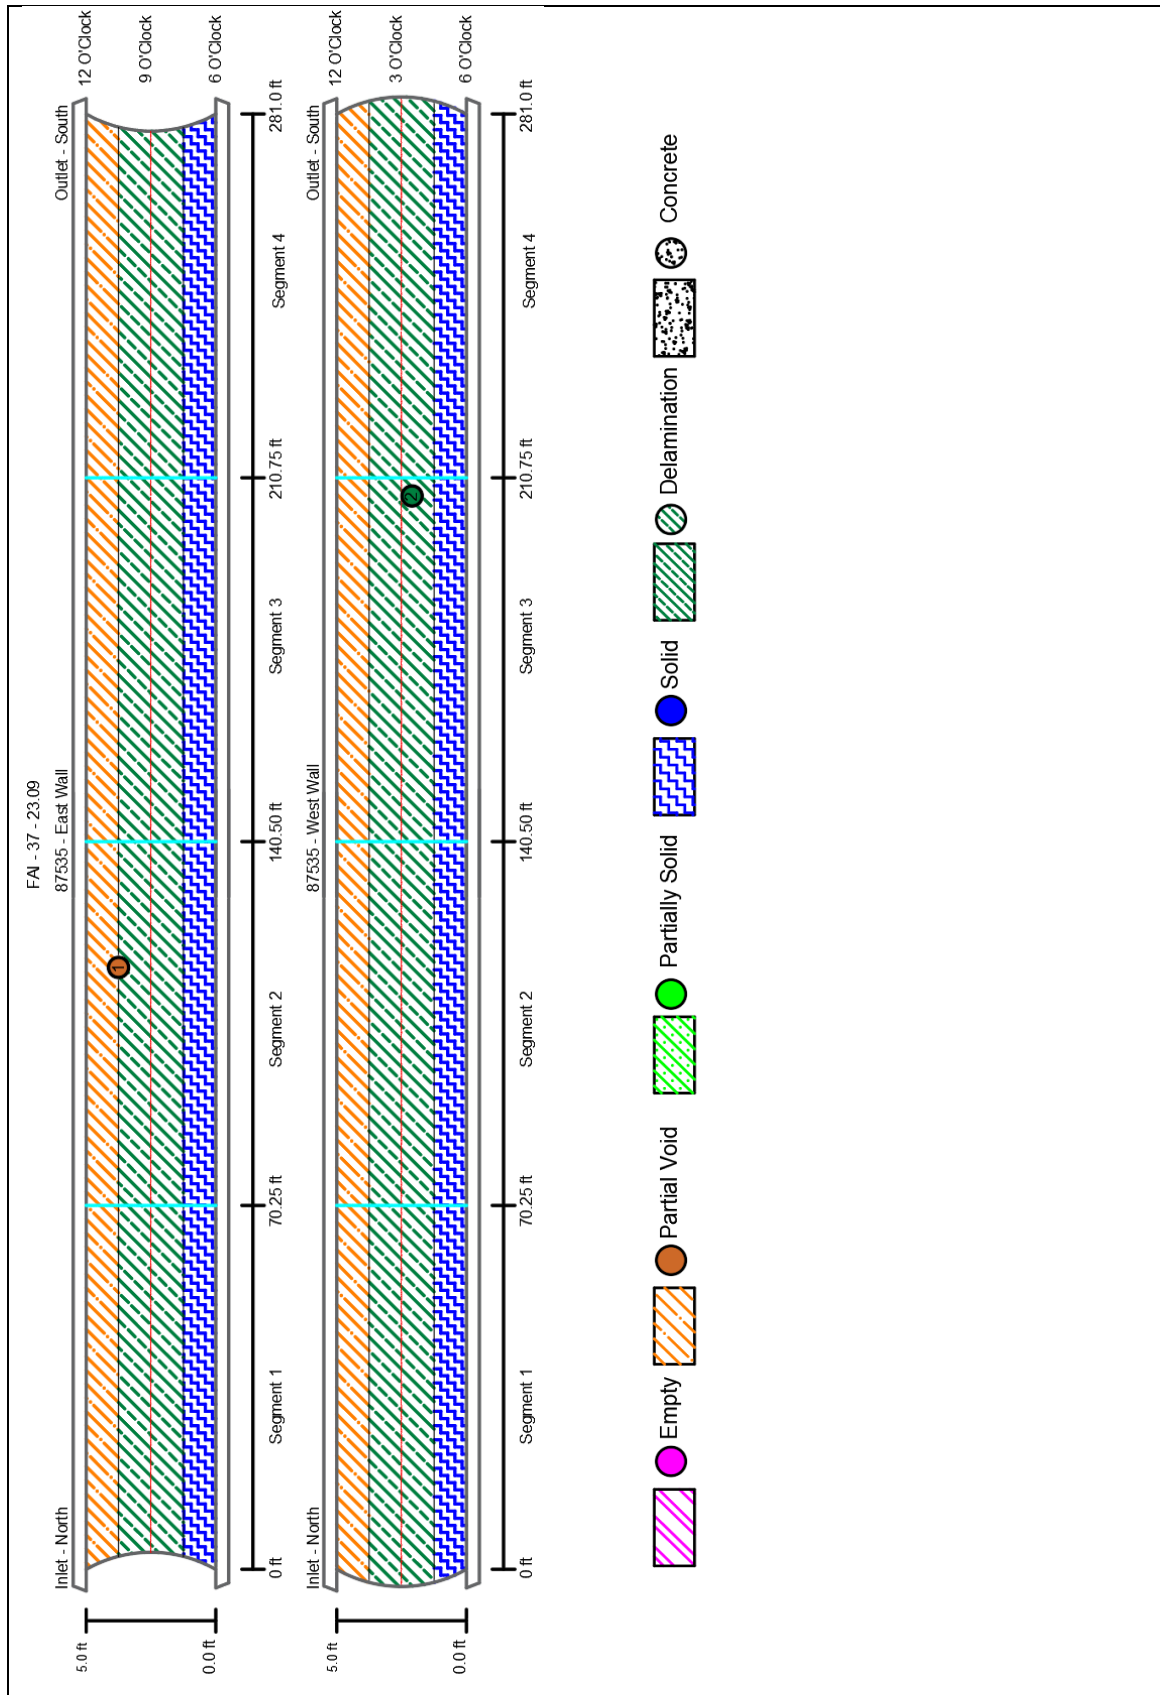 FAI - 37 - 23.09
87535 - East Wall
Inlet - North
Outlet - South
5.0 ft
0.0 ft
12 O'Clock
9 O'Clock
6 O'Clock
1
0 ft
70.25 ft
140.50 ft
210.75 ft
281.0 ft
Segment 1
Segment 2
Segment 3
Segment 4
87535 - West Wall
Inlet - North
Outlet - South
5.0 ft
0.0 ft
12 O'Clock
3 O'Clock
6 O'Clock
2
0 ft
70.25 ft
140.50 ft
210.75 ft
281.0 ft
Segment 1
Segment 2
Segment 3
Segment 4
Empty
Partial Void
Partially Solid
Solid
Delamination
Concrete